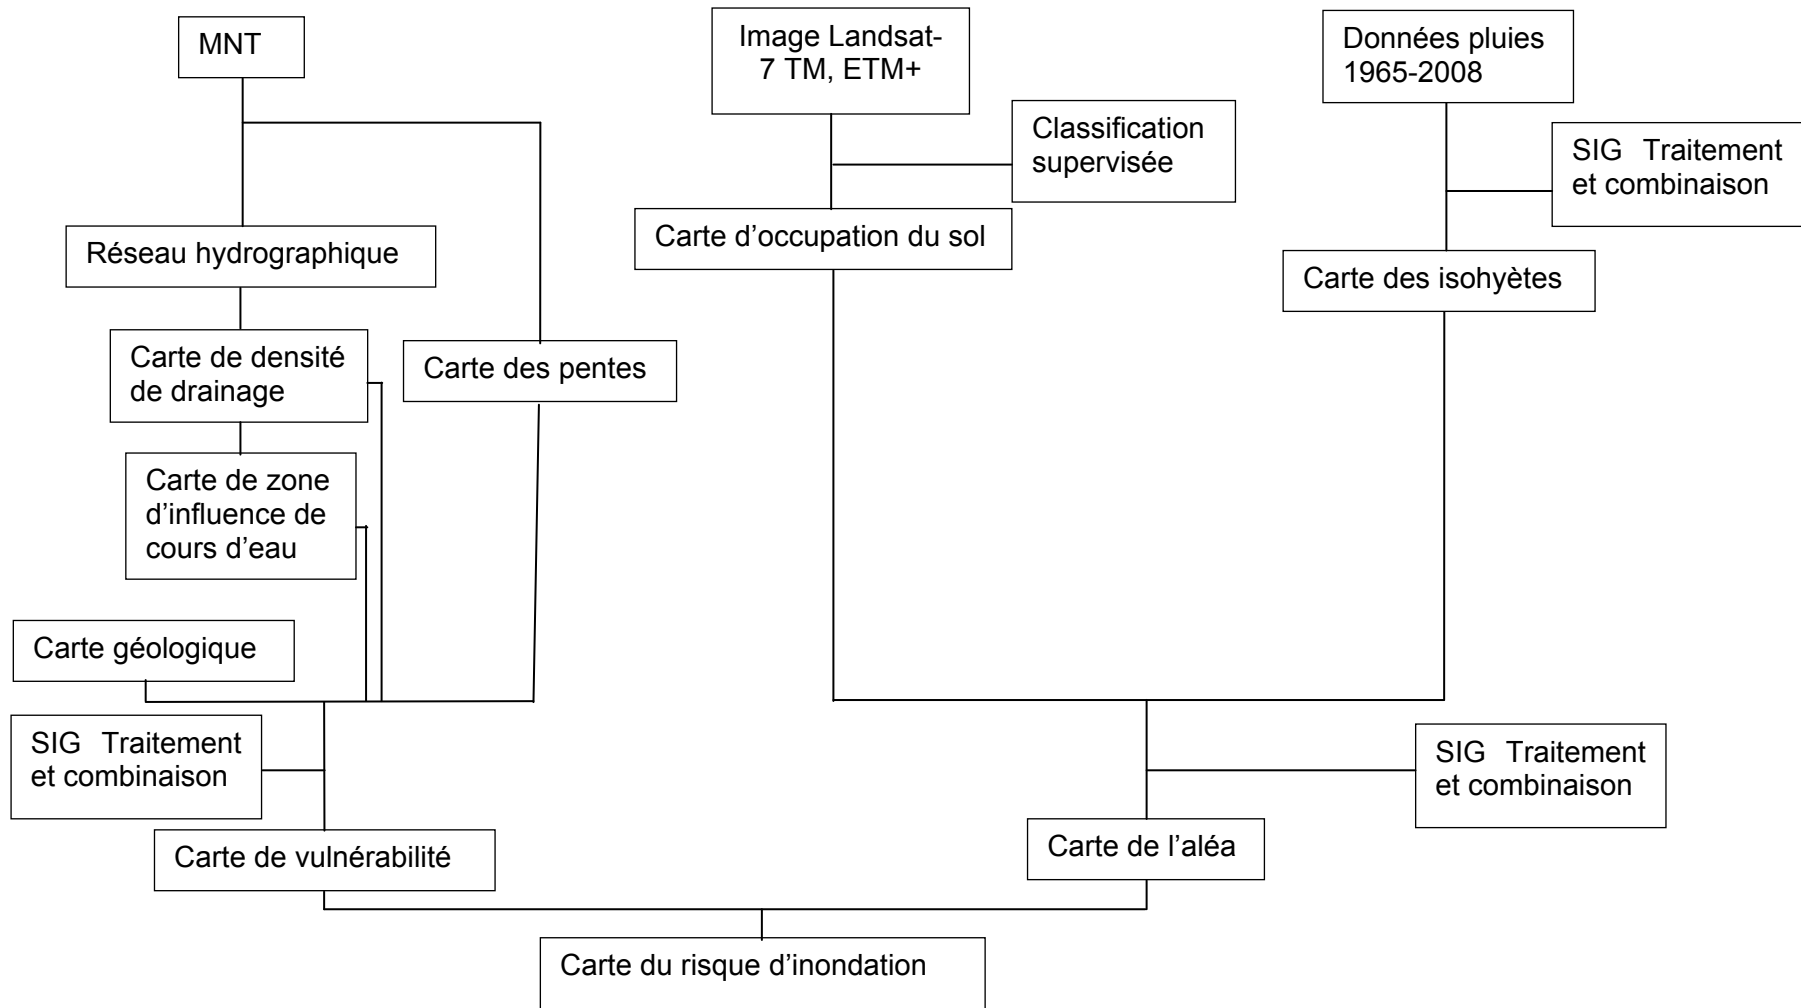 MNT
Image Landsat-
7 TM, ETM+
Données pluies
1965-2008
Classification
supervisée
SIG Traitement
et combinaison
Réseau hydrographique
Carte d’occupation du sol
Carte des isohyètes
Carte de densité
de drainage
Carte des pentes
Carte de zone
d’influence de
cours d’eau
Carte géologique
SIG Traitement
et combinaison
SIG Traitement
et combinaison
Carte de vulnérabilité
Carte de l’aléa
Carte du risque d’inondation